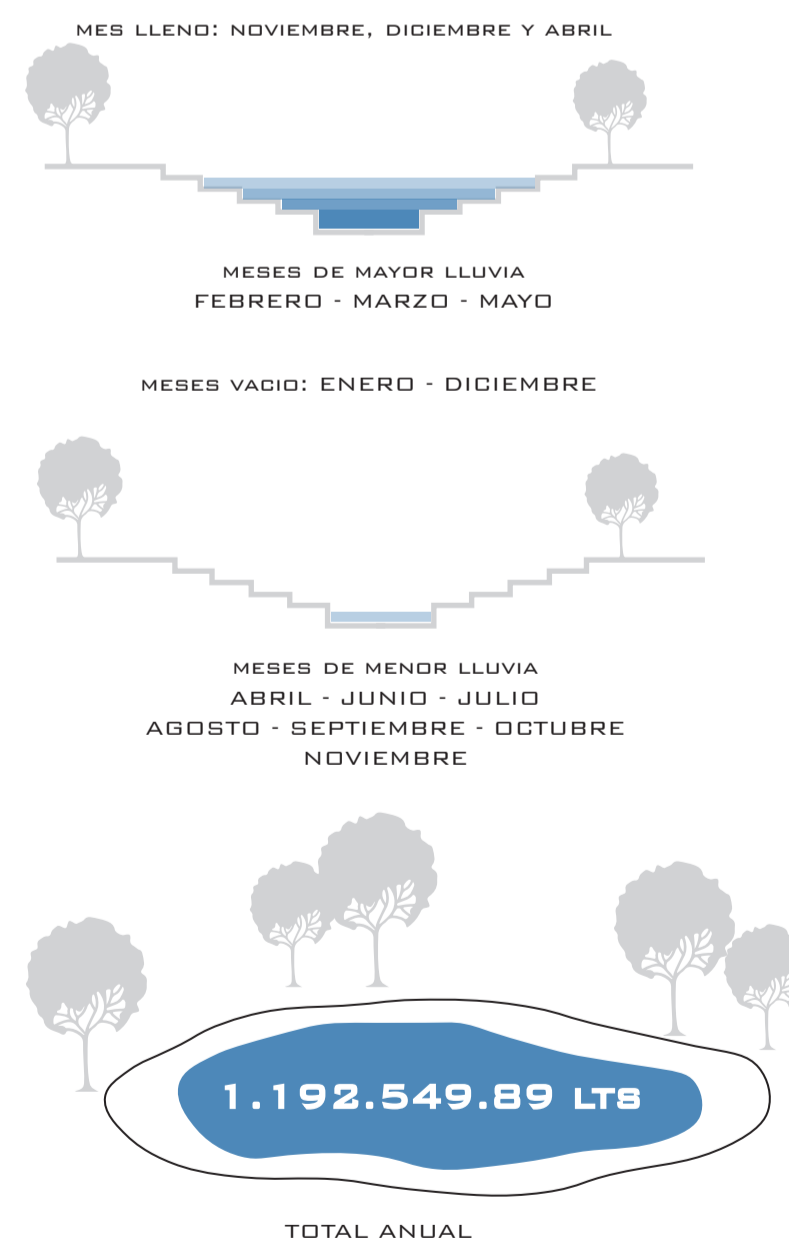 MES LLENO: NOVIEMBRE, DICIEMBRE Y ABRIL
MESES DE MAYOR LLUVIA
FEBRERO - MARZO - MAYO
MESES VACIO: ENERO - DICIEMBRE
MESES DE MENOR LLUVIA
ABRIL - JUNIO - JULIO
AGOSTO - SEPTIEMBRE - OCTUBRE
NOVIEMBRE
1.192.549.89 LTS
TOTAL ANUAL